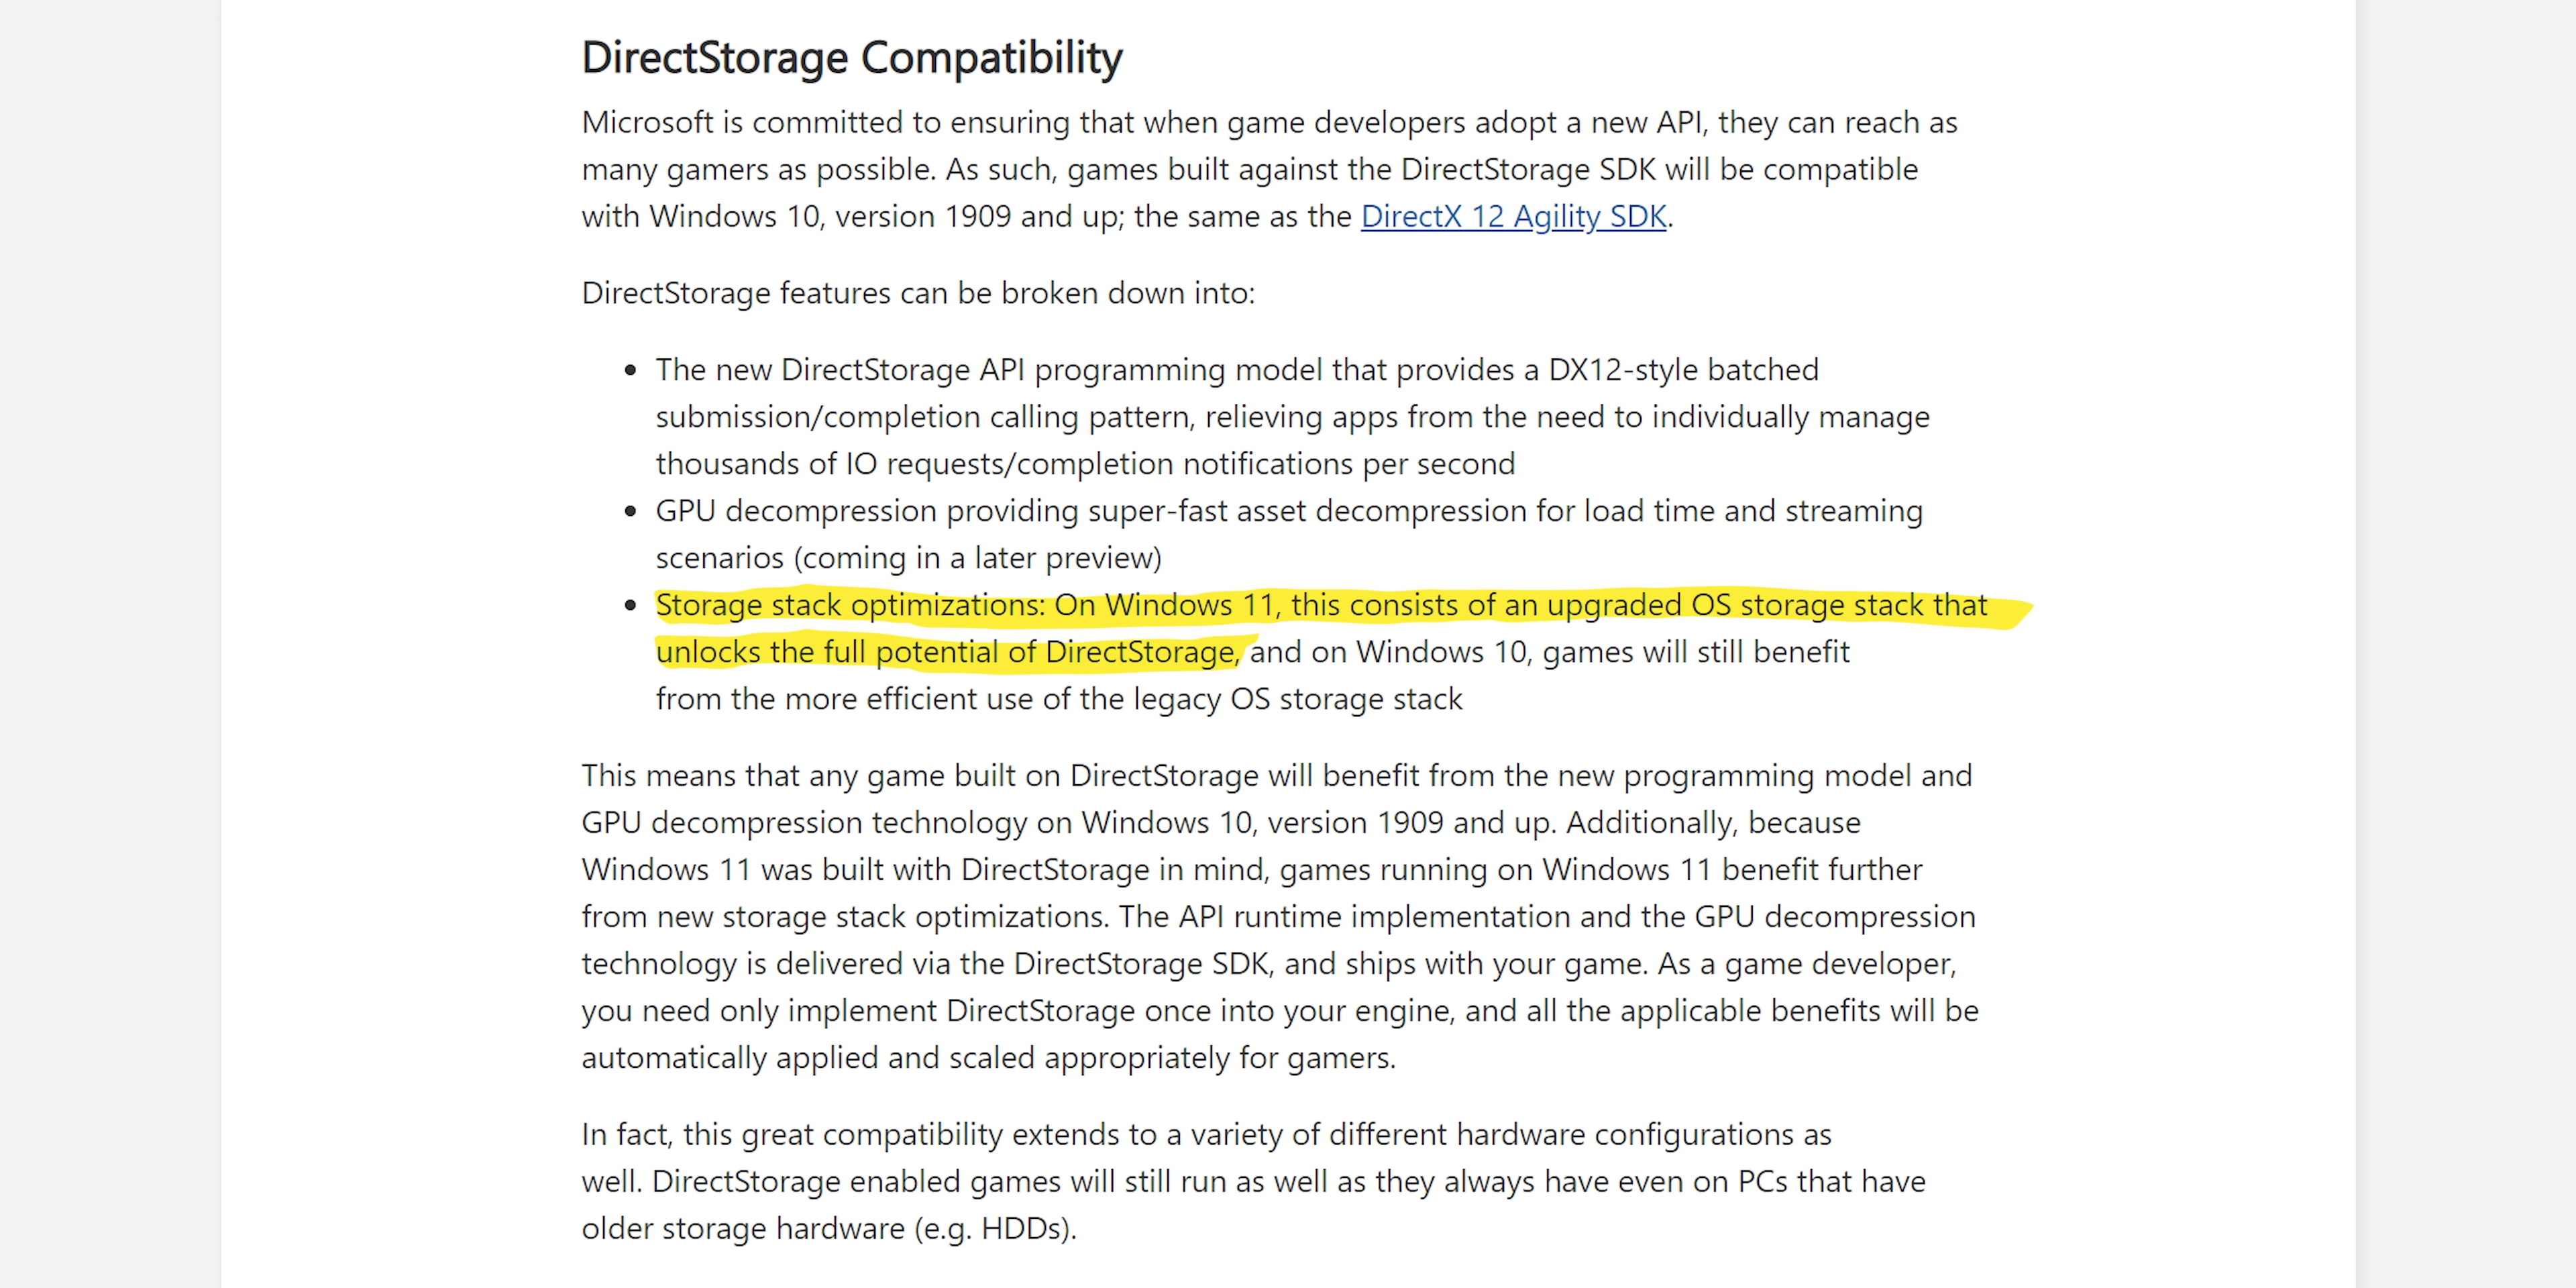 DirectStorage Compatibility
Microsoft is committed to ensuring that when game developers adopt a new API, they can reach as
many gamers as possible. As such, games built against the DirectStorage SDK will be compatible
with Windows 10, version 1909 and up; the same as the DirectX 12 Agility SDK.
DirectStorage features can be broken down into:
• The new DirectStorage API programming model that provides a DX12-style batched
submission/completion calling pattern, relieving apps from the need to individually manage
thousands of IO requests/completion notifications per second
• GPU decompression providing super-fast asset decompression for load time and streaming
scenarios (coming in a later preview)
• Storage stack optimizations: On Windows 11, this consists of an upgraded OS storage stack that
unlocks the full potential of DirectStorage, and on Windows 10, games will still benefit
from the more efficient use of the legacy OS storage stack
This means that any game built on DirectStorage will benefit from the new programming model and
GPU decompression technology on Windows 10, version 1909 and up. Additionally, because
Windows 11 was built with DirectStorage in mind, games running on Windows 11 benefit further
from new storage stack optimizations. The API runtime implementation and the GPU decompression
technology is delivered via the DirectStorage SDK, and ships with your game. As a game developer,
you need only implement DirectStorage once into your engine, and all the applicable benefits will be
automatically applied and scaled appropriately for gamers.
In fact, this great compatibility extends to a variety of different hardware configurations as
well. DirectStorage enabled games will still run as well as they always have even on PCs that have
older storage hardware (e.g. HDDs).